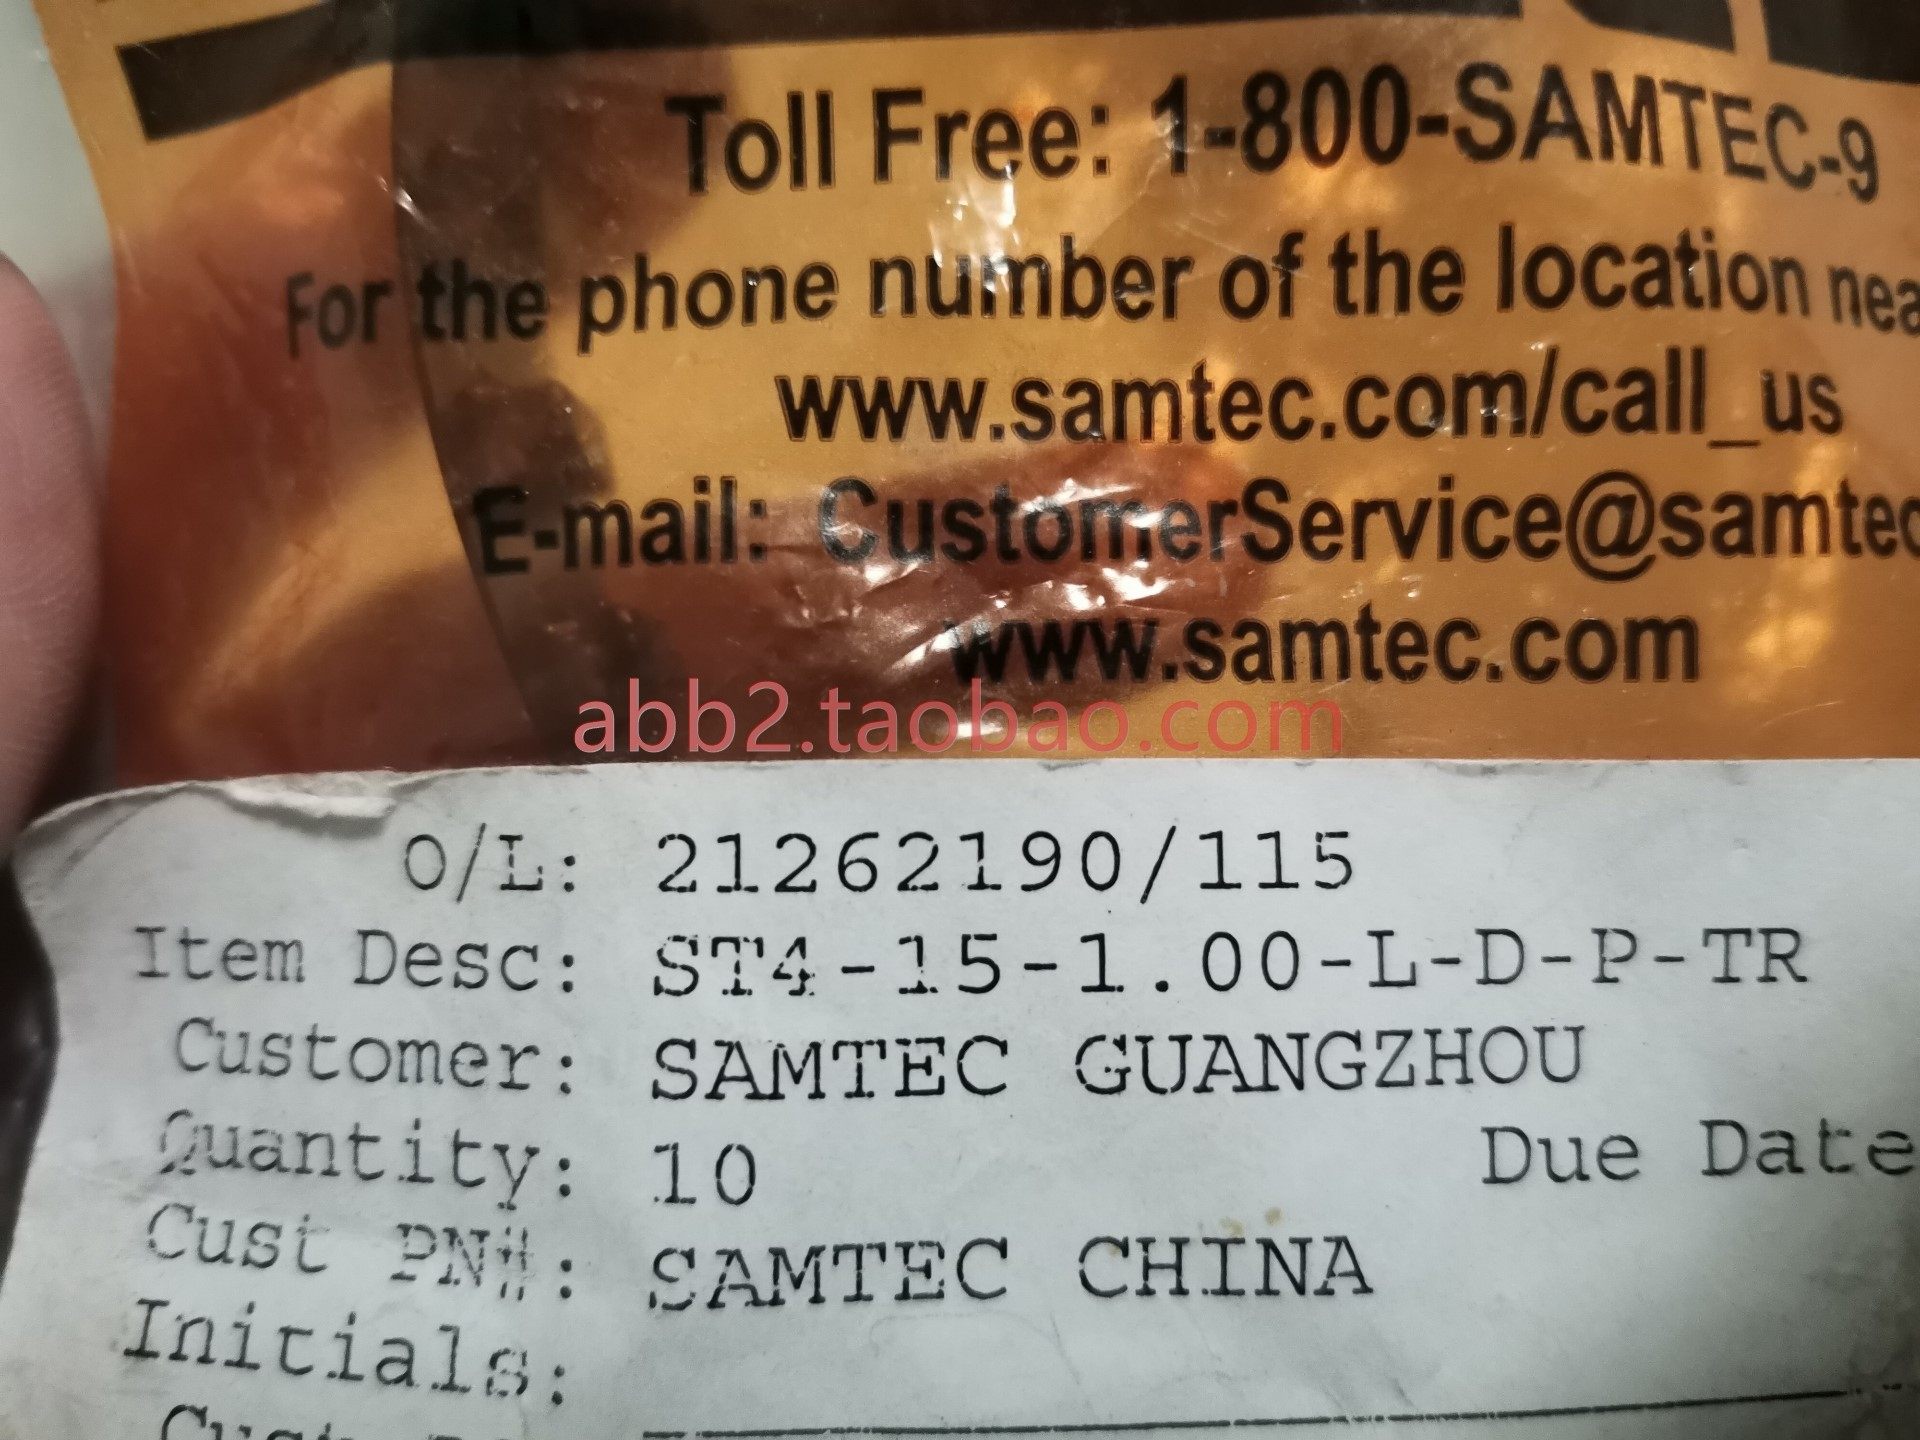 Toll Free: 1-800-SAMTEC-9
For the phone number of the location nea
www.samtec.com/call_us
E-mail: CustomerService@samtec
www.samtec.com
abb2.taobao.com
O/L: 21262190/115
Item Desc: ST4-15-1.00-L-D-P-TR
Customer: SAMTEC GUANGZHOU
Quantity: 10 Due Date
Cust PN#: SAMTEC CHINA
Initials:
Cust